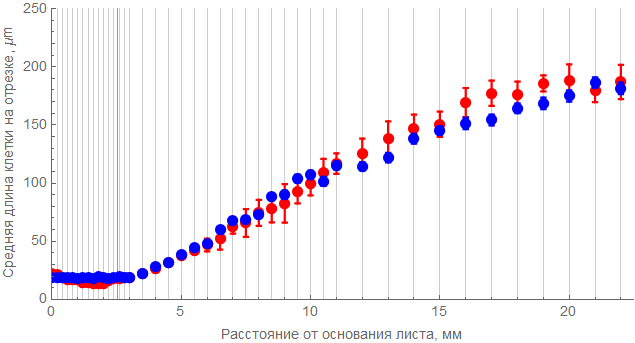 250
200
150
100
50
0
Средняя длина клетки на отрезке, μm
0 5 10 15 20
Расстояние от основания листа, мм